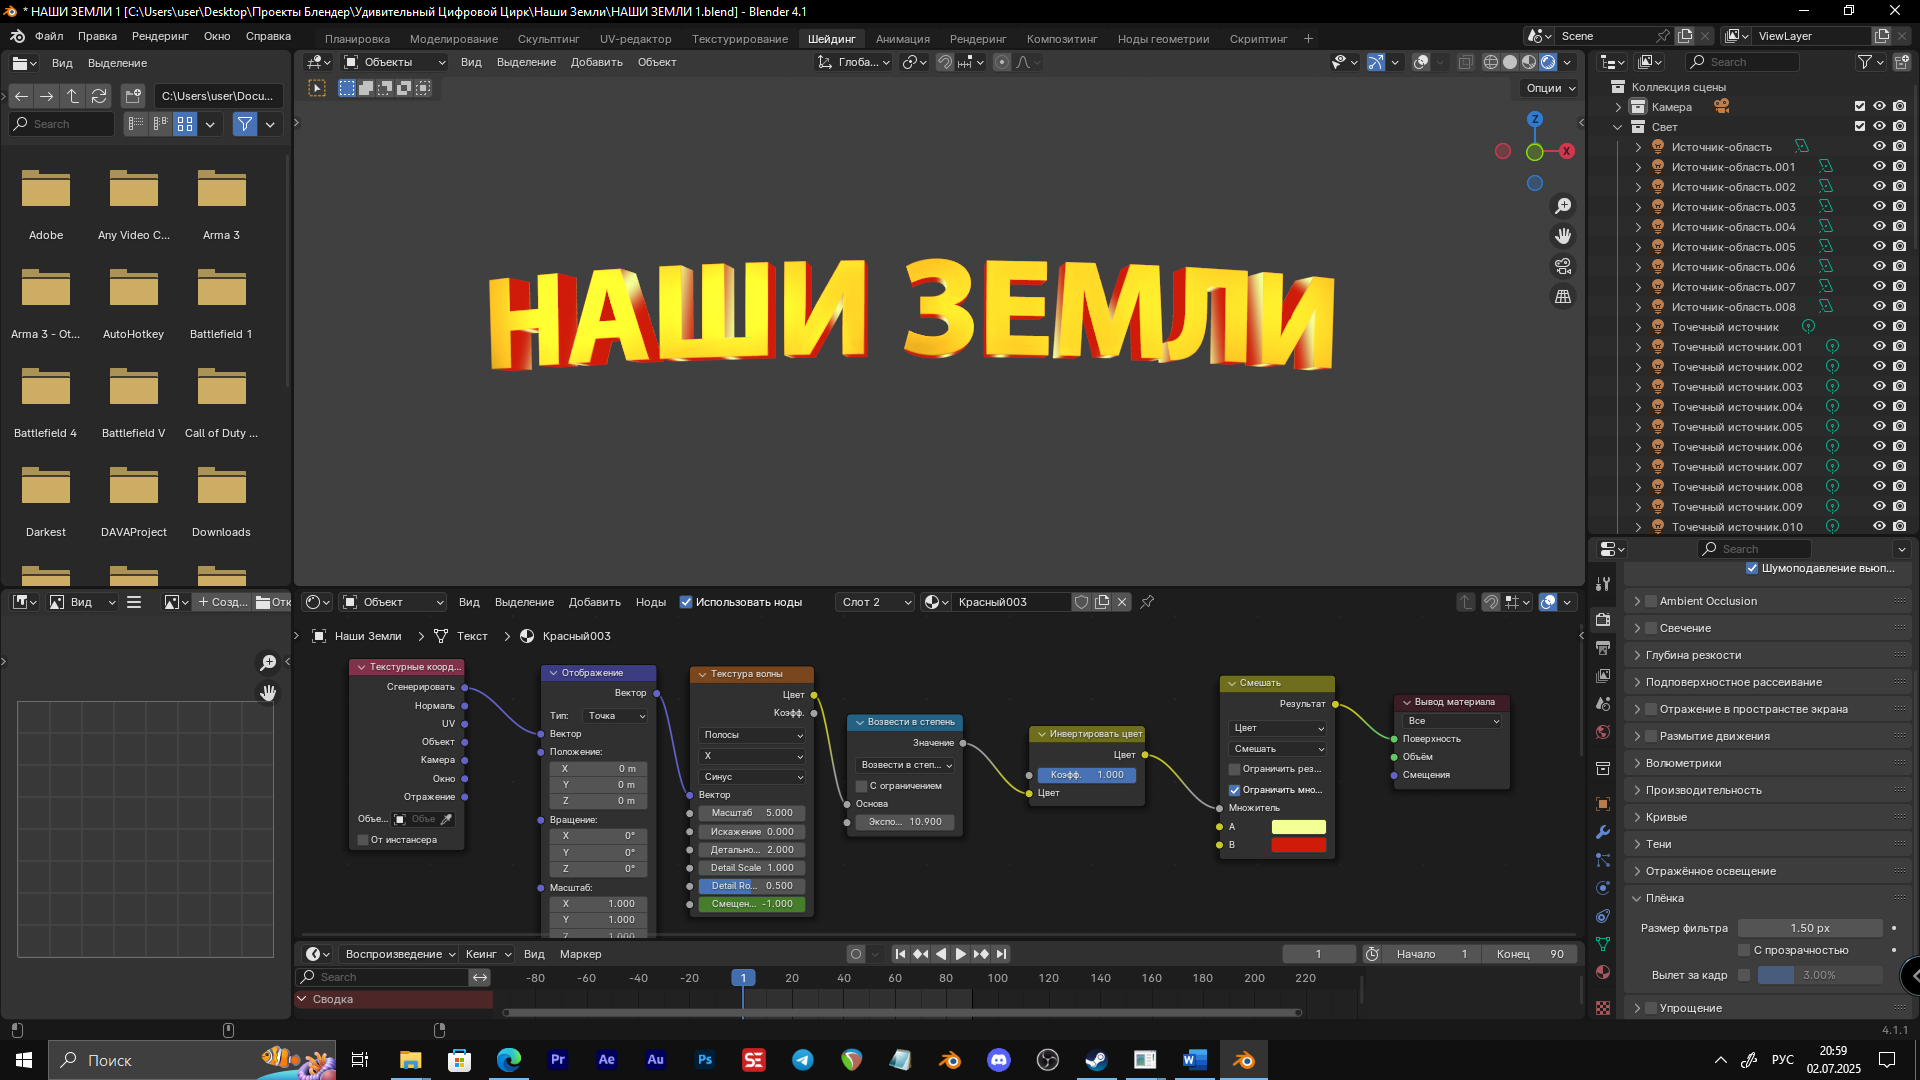 * НАШИ ЗЕМЛИ 1 [C:\Users\user\Desktop\Проекты Блендер\Удивительный Цифровой Цирк\Наши Земли\НАШИ ЗЕМЛИ 1.blend] - Blender 4.1
Файл Правка Рендеринг Окно Справка
Планировка Моделирование Скульптинг UV-редактор Текстурирование Шейдинг Анимация Рендеринг Композитинг Ноды геометрии Скриптинг +
Scene
ViewLayer
Вид Выделение
C:\Users\user\Docu...
Search
Adobe
Any Video C...
Arma 3
Arma 3 - Ot...
AutoHotkey
Battlefield 1
Battlefield 4
Battlefield V
Call of Duty ...
Darkest
DAVAProject
Downloads
Объекты Вид Выделение Добавить Объект
Глоба...
Опции
Z
X
НАШИ ЗЕМЛИ
Search
Коллекция сцены
Камера
Свет
Источник-область
Источник-область.001
Источник-область.002
Источник-область.003
Источник-область.004
Источник-область.005
Источник-область.006
Источник-область.007
Источник-область.008
Точечный источник
Точечный источник.001
Точечный источник.002
Точечный источник.003
Точечный источник.004
Точечный источник.005
Точечный источник.006
Точечный источник.007
Точечный источник.008
Точечный источник.009
Точечный источник.010
Search
Шумоподавление вьюп...
Ambient Occlusion
Свечение
Глубина резкости
Подповерхностное рассеивание
Отражение в пространстве экрана
Размытие движения
Волюметрики
Производительность
Кривые
Тени
Отражённое освещение
Плёнка
Размер фильтра 1.50 px
С прозрачностью
Вылет за кадр 3.00%
Упрощение
4.1.1
Вид
+ Созд...
Отк
Объект Вид Выделение Добавить Ноды Использовать ноды
Слот 2
Красный003
Наши Земли > Текст > Красный003
Текстурные коорд...
Сгенерировать
Нормаль
UV
Объект
Камера
Окно
Отражение
Объе... Объе
От инстансера
Отображение
Вектор
Тип: Точка
Вектор
Положение:
X 0 m
Y 0 m
Z 0 m
Вращение:
X 0°
Y 0°
Z 0°
Масштаб:
X 1.000
Y 1.000
Z 1.000
Текстура волны
Цвет
Коэфф.
Полосы
X
Синус
Вектор
Масштаб 5.000
Искажение 0.000
Детально... 2.000
Detail Scale 1.000
Detail Ro... 0.500
Смещен... -1.000
Возвести в степень
Значение
Возвести в степ...
С ограничением
Основа
Экспо... 10.900
Инвертировать цвет
Цвет
Коэфф. 1.000
Цвет
Смешать
Результат
Цвет
Смешать
Ограничить рез...
Ограничить мно...
Множитель
A
B
Вывод материала
Все
Поверхность
Объём
Смещения
Воспроизведение Кеинг Вид Маркер
1
Начало 1
Конец 90
Search
-80 -60 -40 -20 1 20 40 60 80 100 120 140 160 180 200 220
Сводка
Поиск
Pr
Ae
Au
Ps
SE
W
РУС
20:59
02.07.2025